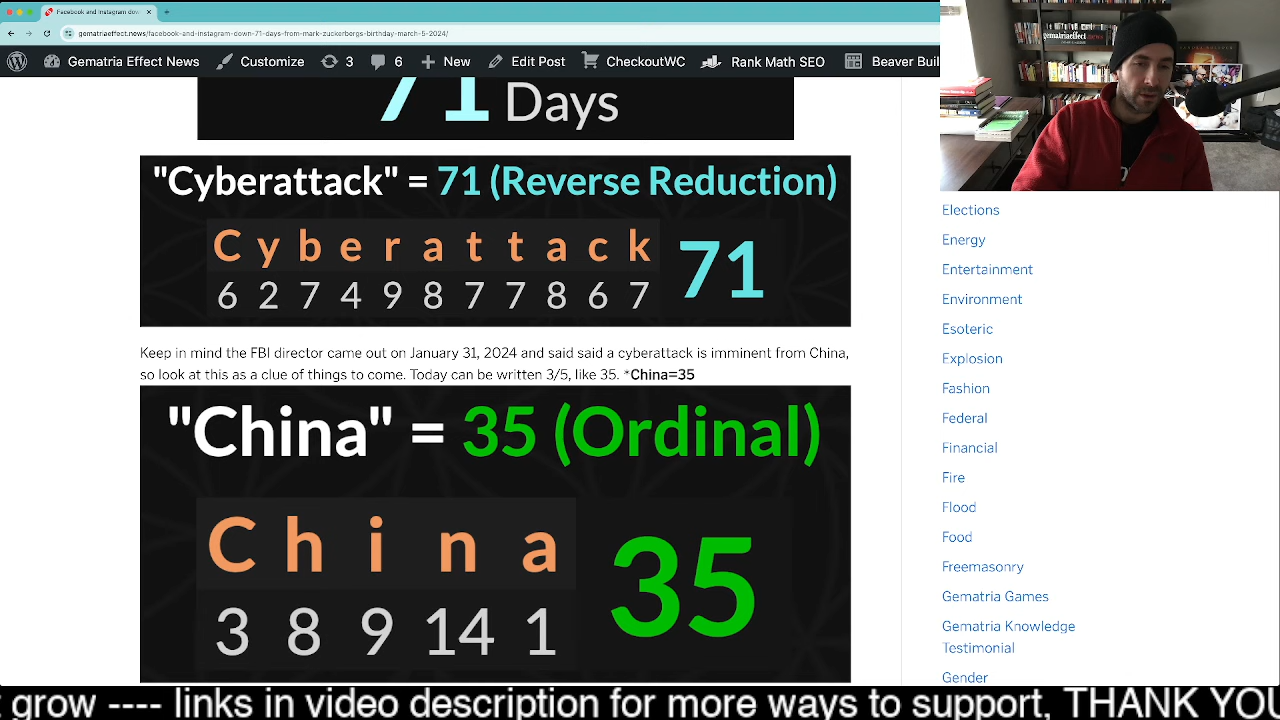 Facebook and Instagram dow
gematriaeffect.news/facebook-and-instagram-down-71-days-from-mark-zuckerbergs-birthday-march-5-2024/
Gematria Effect News Customize 3 6 New Edit Post CheckoutWC Rank Math SEO Beaver Buil
gematriaeffect.news
71 Days
"Cyberattack" = 71 (Reverse Reduction)
C y b e r a t t a c k 71
6 2 7 4 9 8 7 7 8 6 7
Keep in mind the FBI director came out on January 31, 2024 and said said a cyberattack is imminent from China,
so look at this as a clue of things to come. Today can be written 3/5, like 35. *China=35
"China" = 35 (Ordinal)
C h i n a 35
3 8 9 14 1
Elections
Energy
Entertainment
Environment
Esoteric
Explosion
Fashion
Federal
Financial
Fire
Flood
Food
Freemasonry
Gematria Games
Gematria Knowledge
Testimonial
Gender
t grow ---- links in video description for more ways to support, THANK YOU